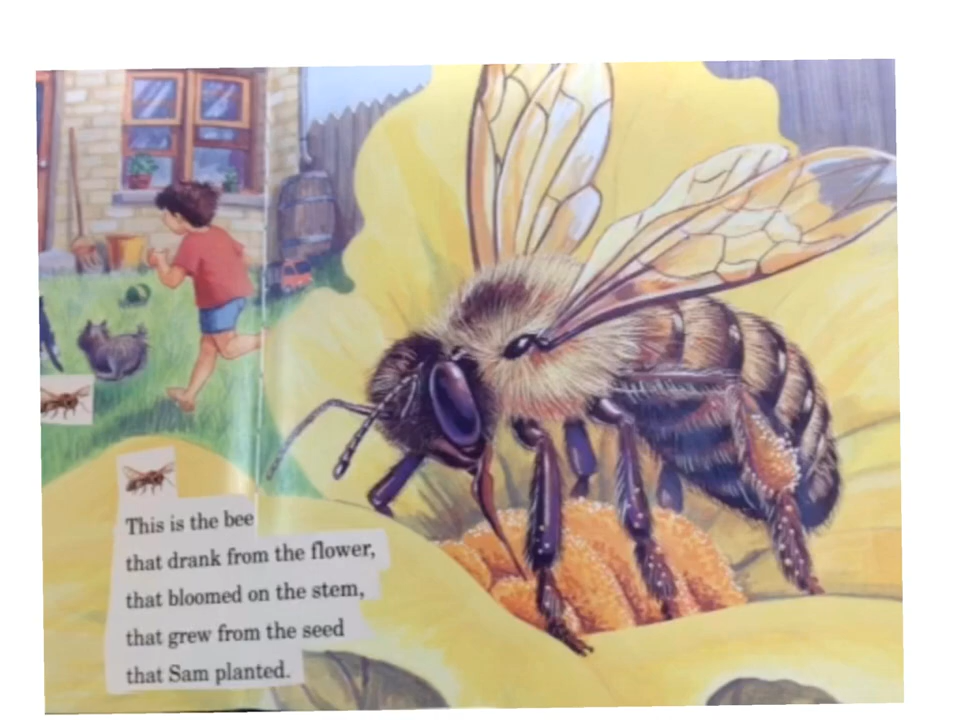 This is the bee
that drank from the flower,
that bloomed on the stem,
that grew from the seed
that Sam planted.